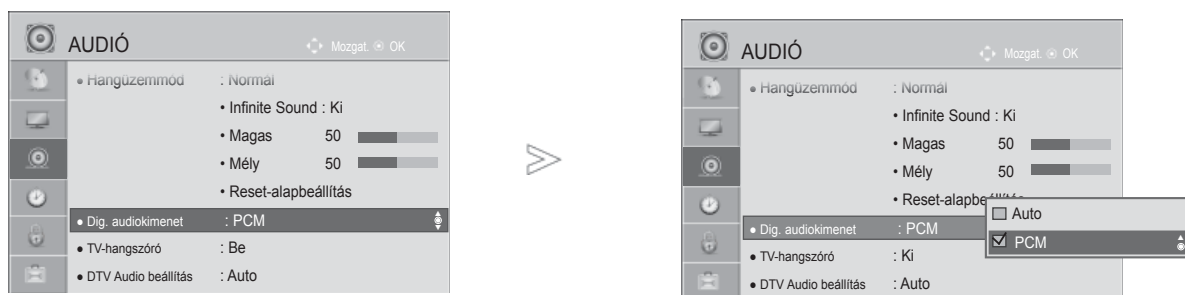 AUDIÓ Mozgat. OK
• Hangüzemmód : Normál
• Infinite Sound : Ki
• Magas 50
• Mély 50
• Reset-alapbeállítás
• Dig. audiokimenet : PCM
• TV-hangszóró : Be
• DTV Audio beállítás : Auto
AUDIÓ Mozgat. OK
• Hangüzemmód : Normál
• Infinite Sound : Ki
• Magas 50
• Mély 50
• Reset-alapbeállítás
• Dig. audiokimenet : PCM
• TV-hangszóró : Ki
• DTV Audio beállítás : Auto
Auto
PCM